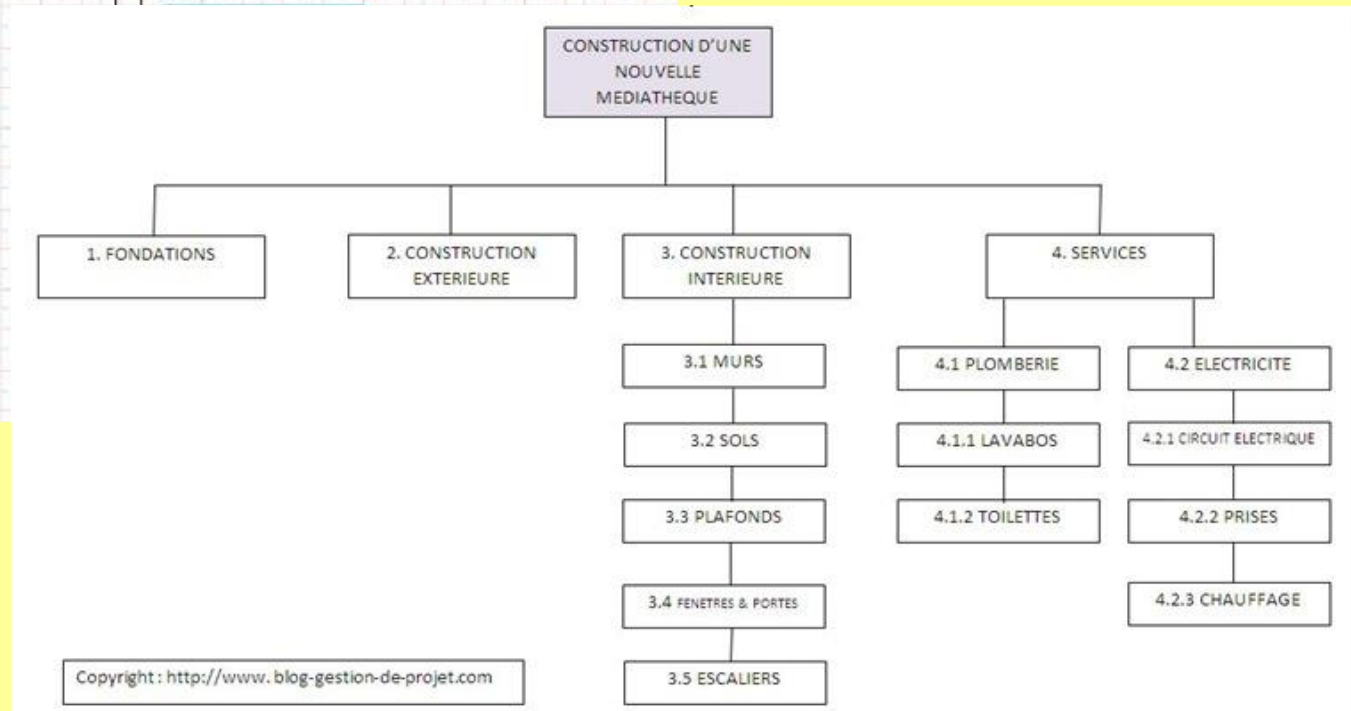 CONSTRUCTION D'UNE
NOUVELLE
MEDIATHEQUE
1. FONDATIONS
2. CONSTRUCTION
EXTERIEURE
3. CONSTRUCTION
INTERIEURE
4. SERVICES
3.1 MURS
4.1 PLOMBERIE
4.2 ELECTRICITE
3.2 SOLS
4.1.1 LAVABOS
4.2.1 CIRCUIT ELECTRIQUE
3.3 PLAFONDS
4.1.2 TOILETTES
4.2.2 PRISES
3.4 FENETRES & PORTES
4.2.3 CHAUFFAGE
3.5 ESCALIERS
Copyright : http://www. blog-gestion-de-projet.com